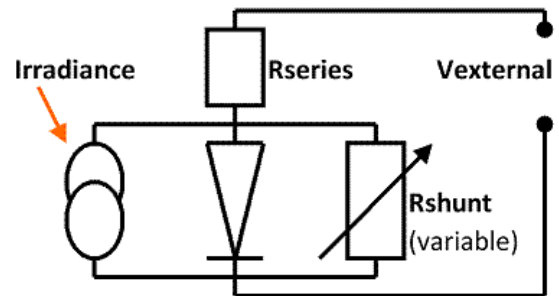 Irradiance
Rseries
Vexternal
Rshunt
(variable)